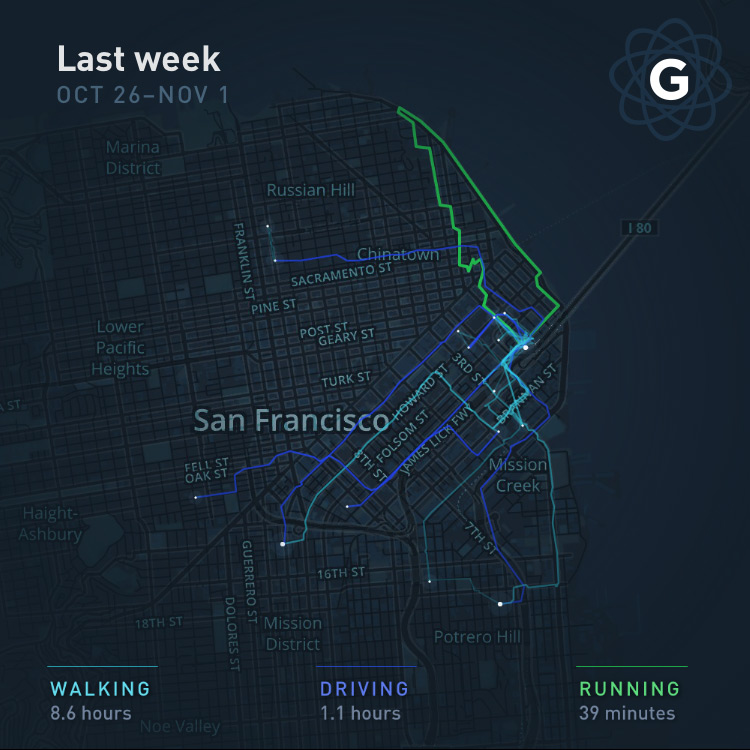 Last week
OCT 26–NOV 1
G
Marina
District
Russian Hill
I 80
FRANKLIN ST
Chinatown
SACRAMENTO ST
PINE ST
Lower
Pacific
Heights
POST ST
GEARY ST
3RD ST
TURK ST
HOWARD ST
BRANNAN ST
A ST
San Francisco
FOLSOM ST
JAMES LICK FWY
FELL ST
OAK ST
8TH ST
Mission
Creek
Haight-
Ashbury
7TH ST
GUERRERO ST
16TH ST
DOLORES ST
18TH ST
Mission
District
Potrero Hill
WALKING
8.6 hours
DRIVING
1.1 hours
RUNNING
39 minutes
Noe Valley